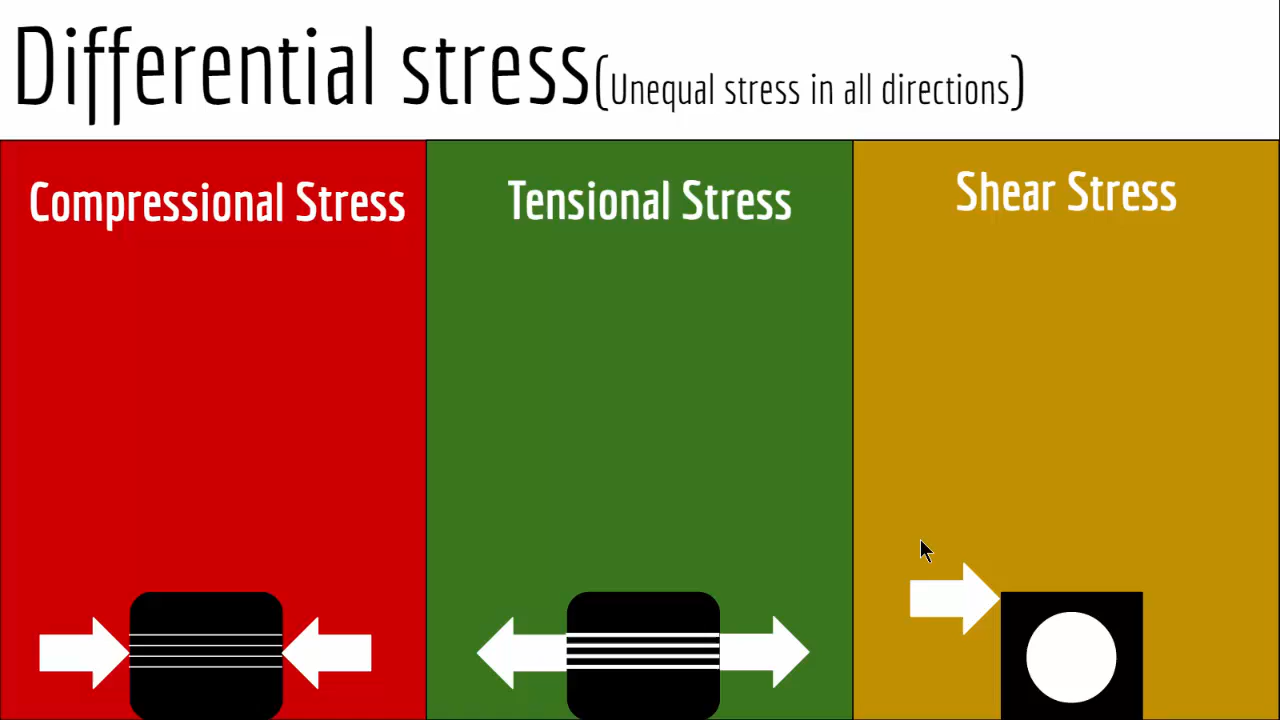 Differential stress(Unequal stress in all directions)
Compressional Stress
Tensional Stress
Shear Stress